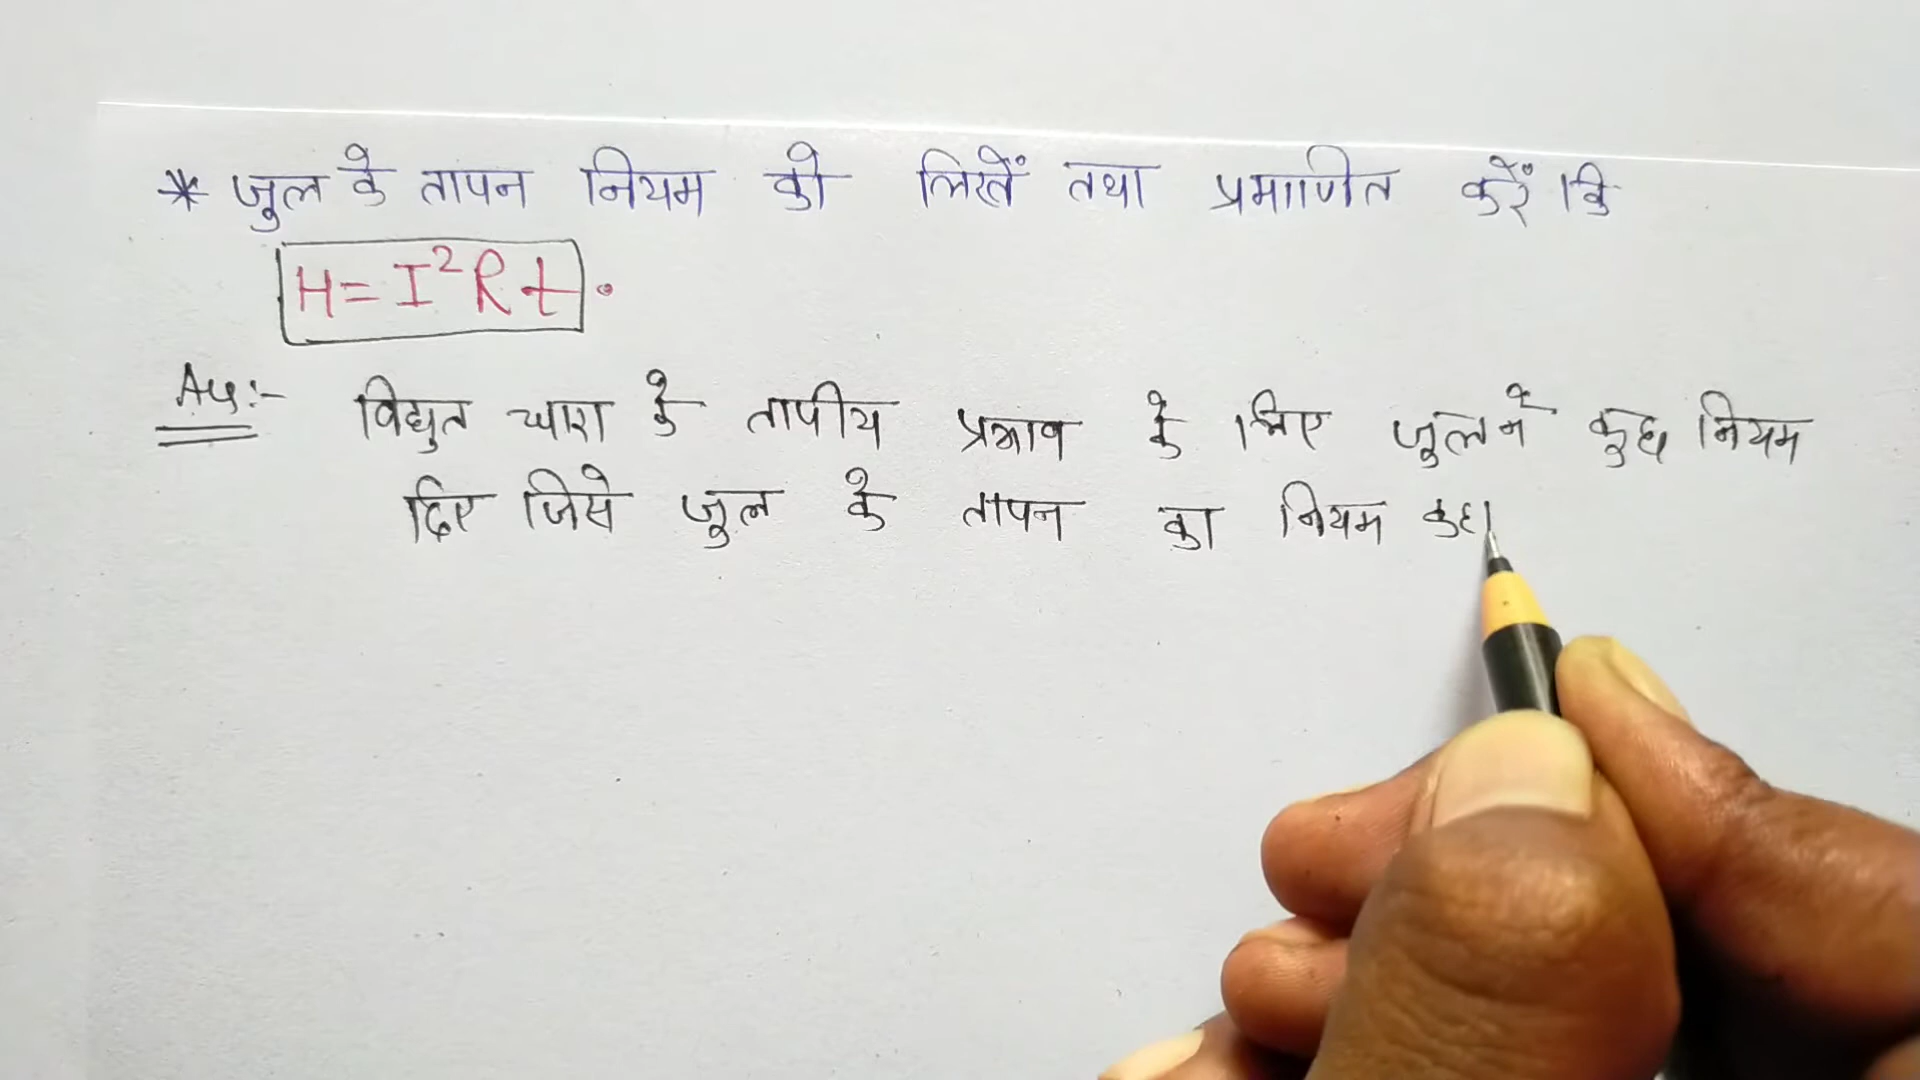 * जुल के तापन नियम को लिखें तथा प्रमाणित करें कि
H = I²Rt.
Ans:- विद्युत धारा के तापीय प्रभाव के लिए जुल ने कुछ नियम
दिए जिसे जुल के तापन का नियम कहा